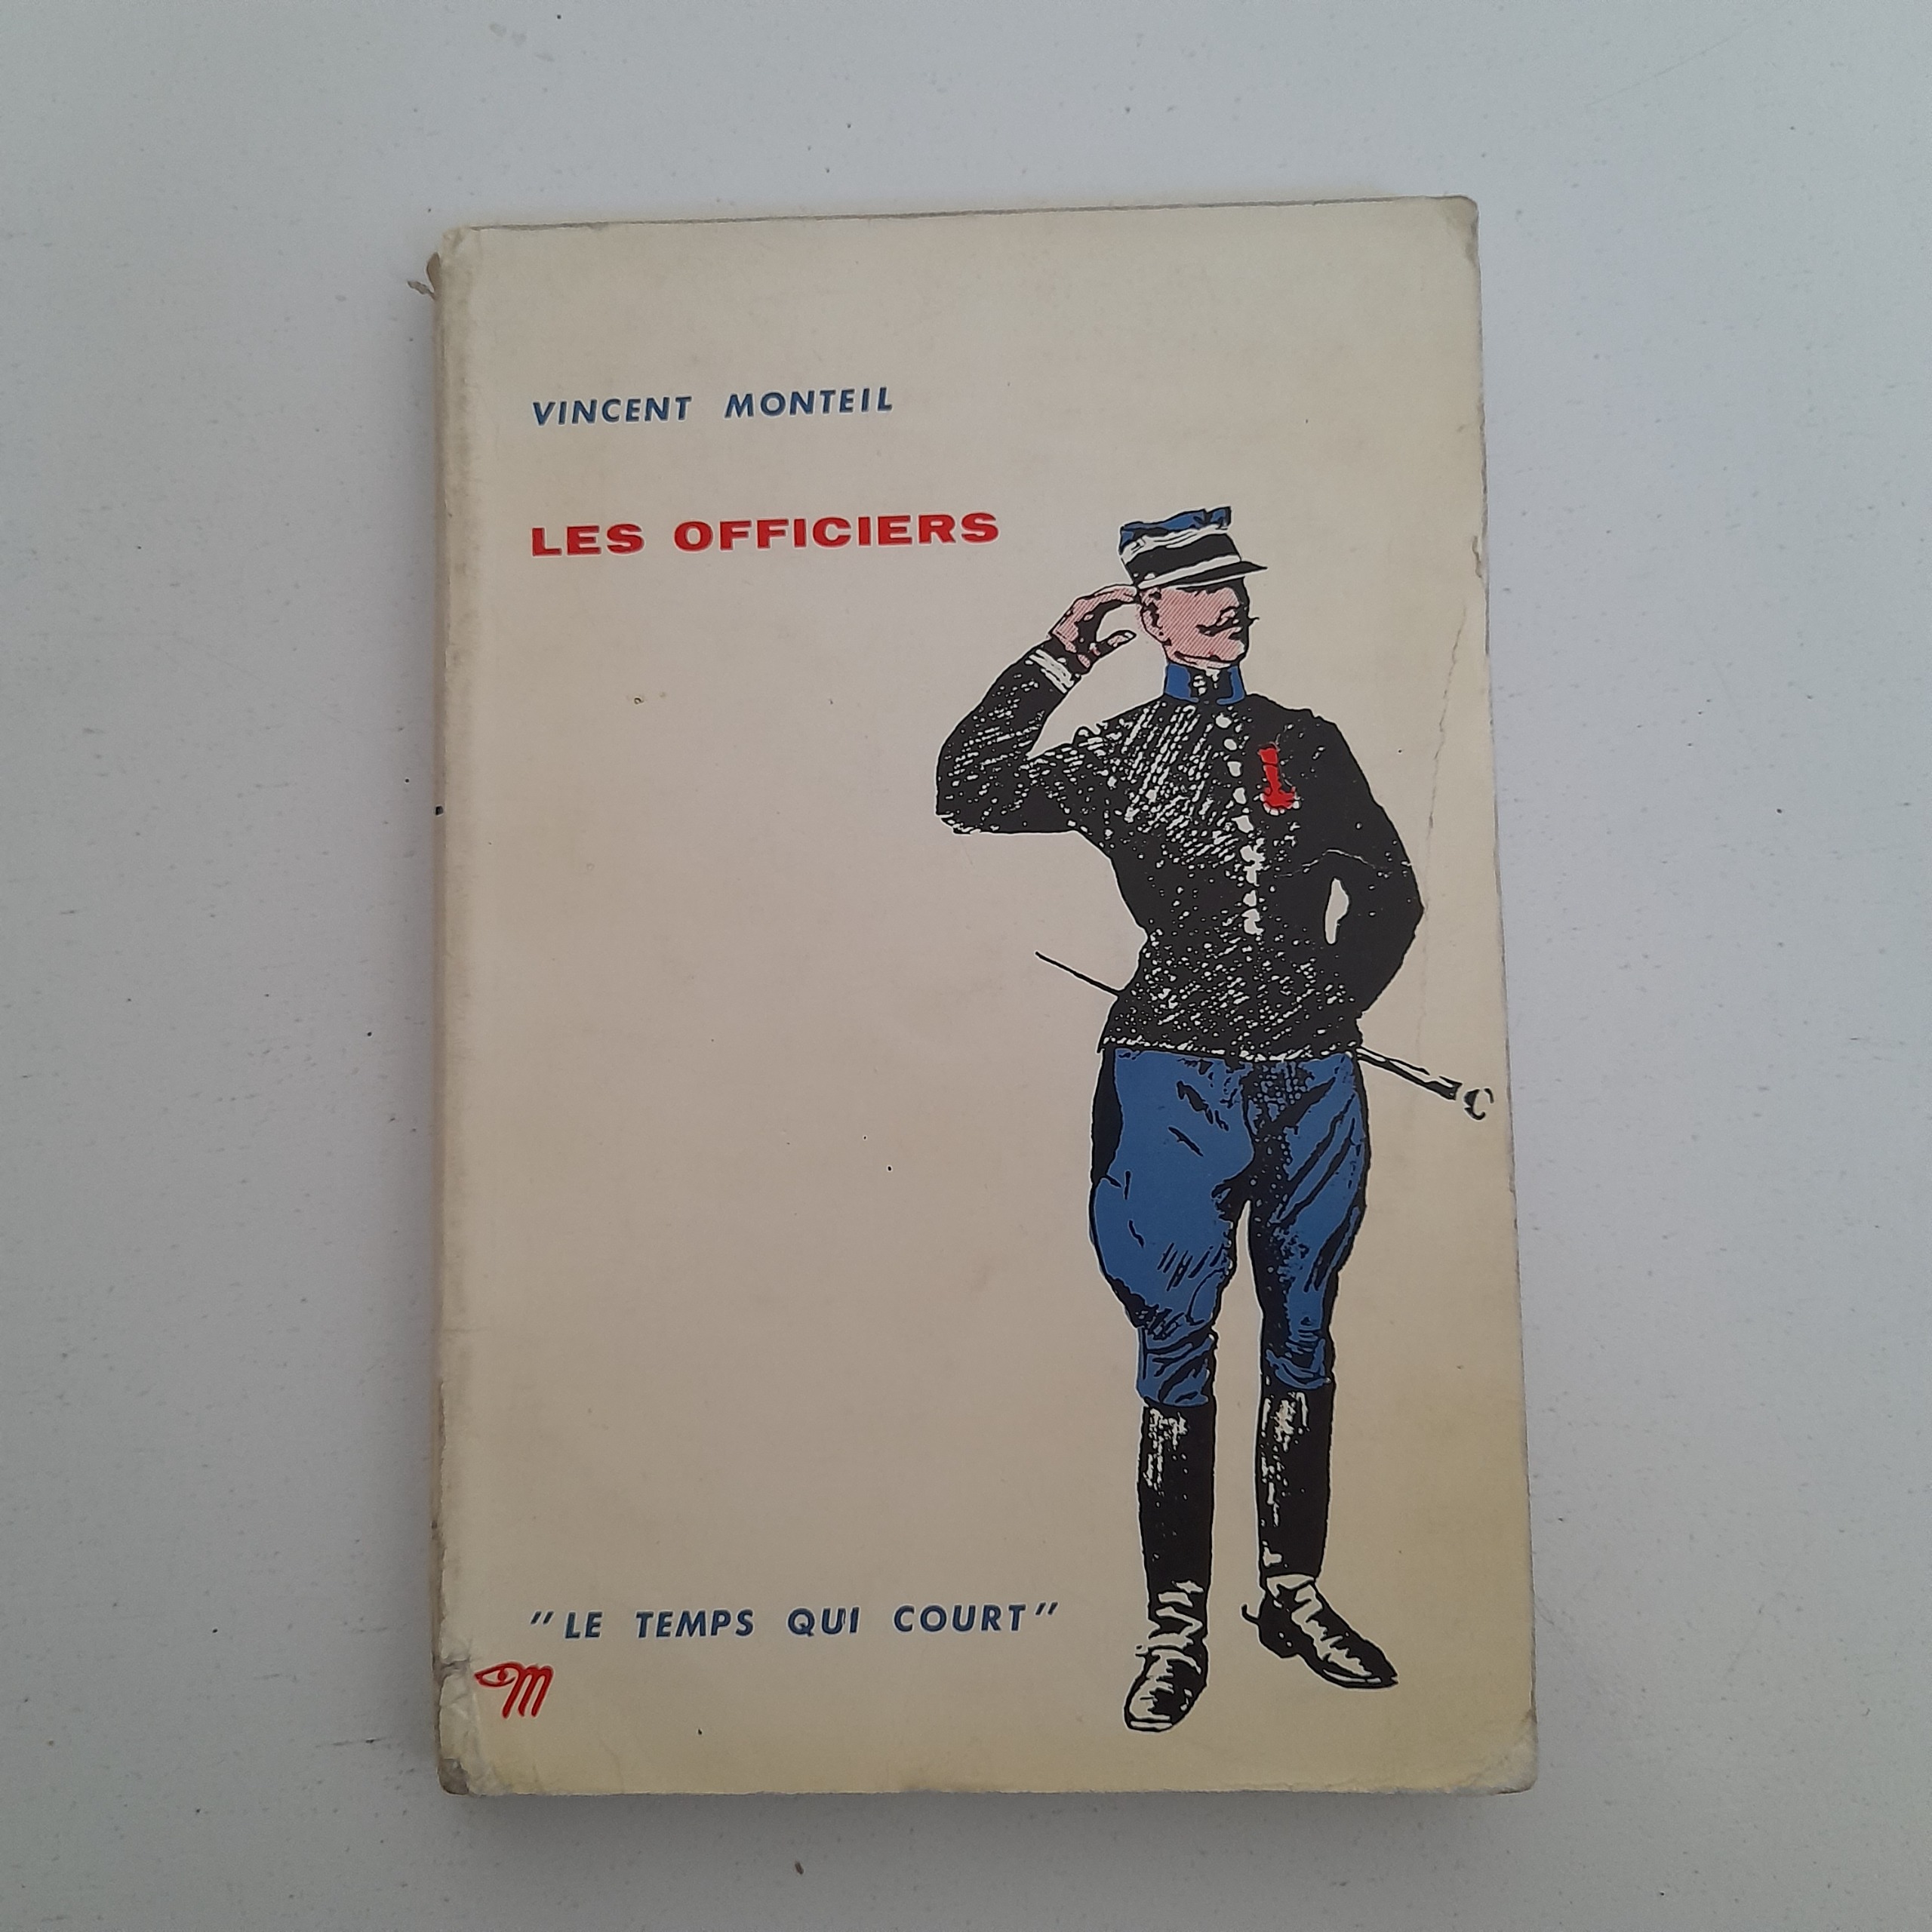 VINCENT MONTEIL
LES OFFICIERS
"LE TEMPS QUI COURT"
M